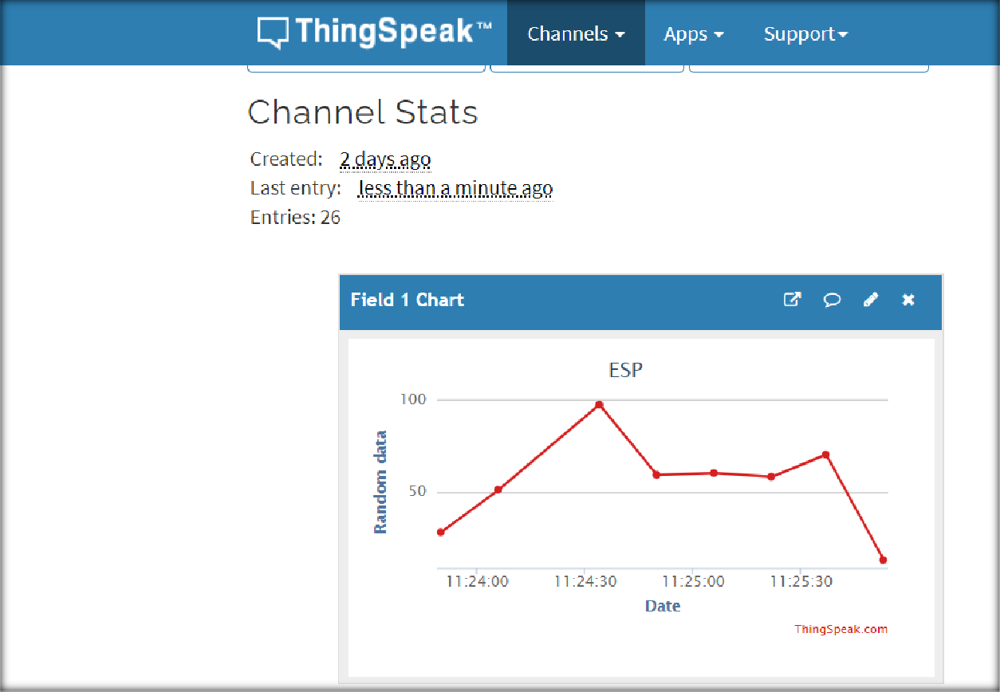 ThingSpeak™ Channels Apps Support
Channel Stats
Created: 2 days ago
Last entry: less than a minute ago
Entries: 26
Field 1 Chart
ESP
100
50
Random data
11:24:00 11:24:30 11:25:00 11:25:30
Date
ThingSpeak.com